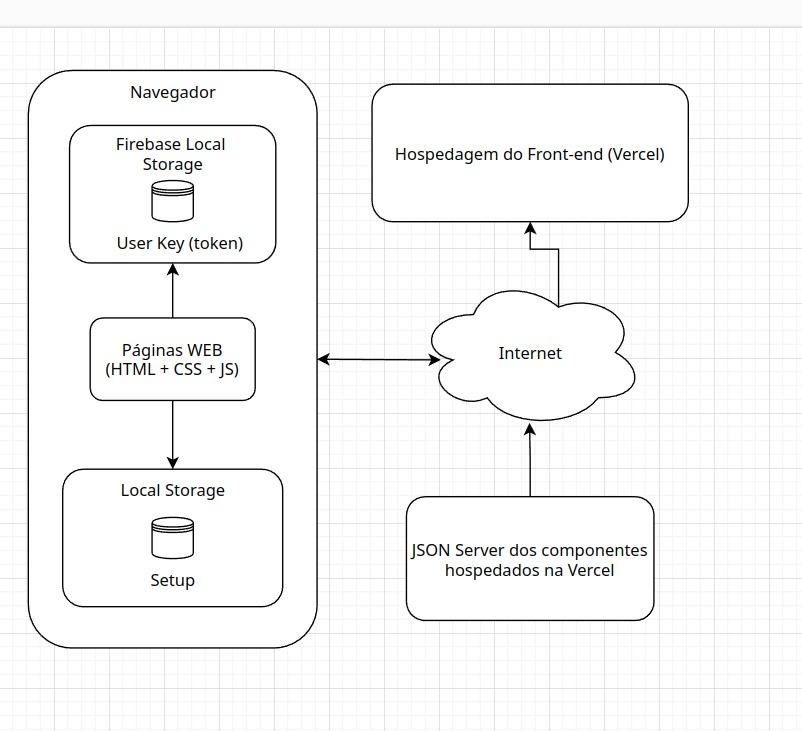 Navegador
Firebase Local
Storage
User Key (token)
Páginas WEB
(HTML + CSS + JS)
Local Storage
Setup
Hospedagem do Front-end (Vercel)
Internet
JSON Server dos componentes
hospedados na Vercel